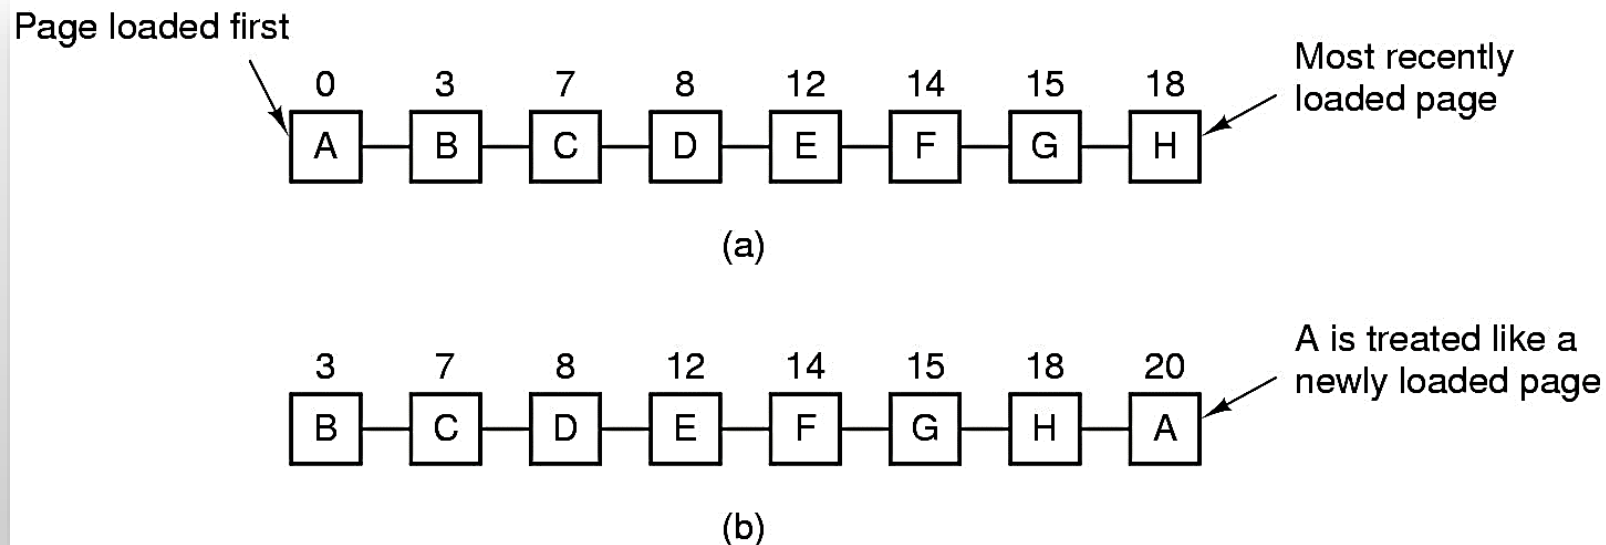 Page loaded first
0 3 7 8 12 14 15 18
Most recently
loaded page
A B C D E F G H
(a)
3 7 8 12 14 15 18 20
A is treated like a
newly loaded page
B C D E F G H A
(b)